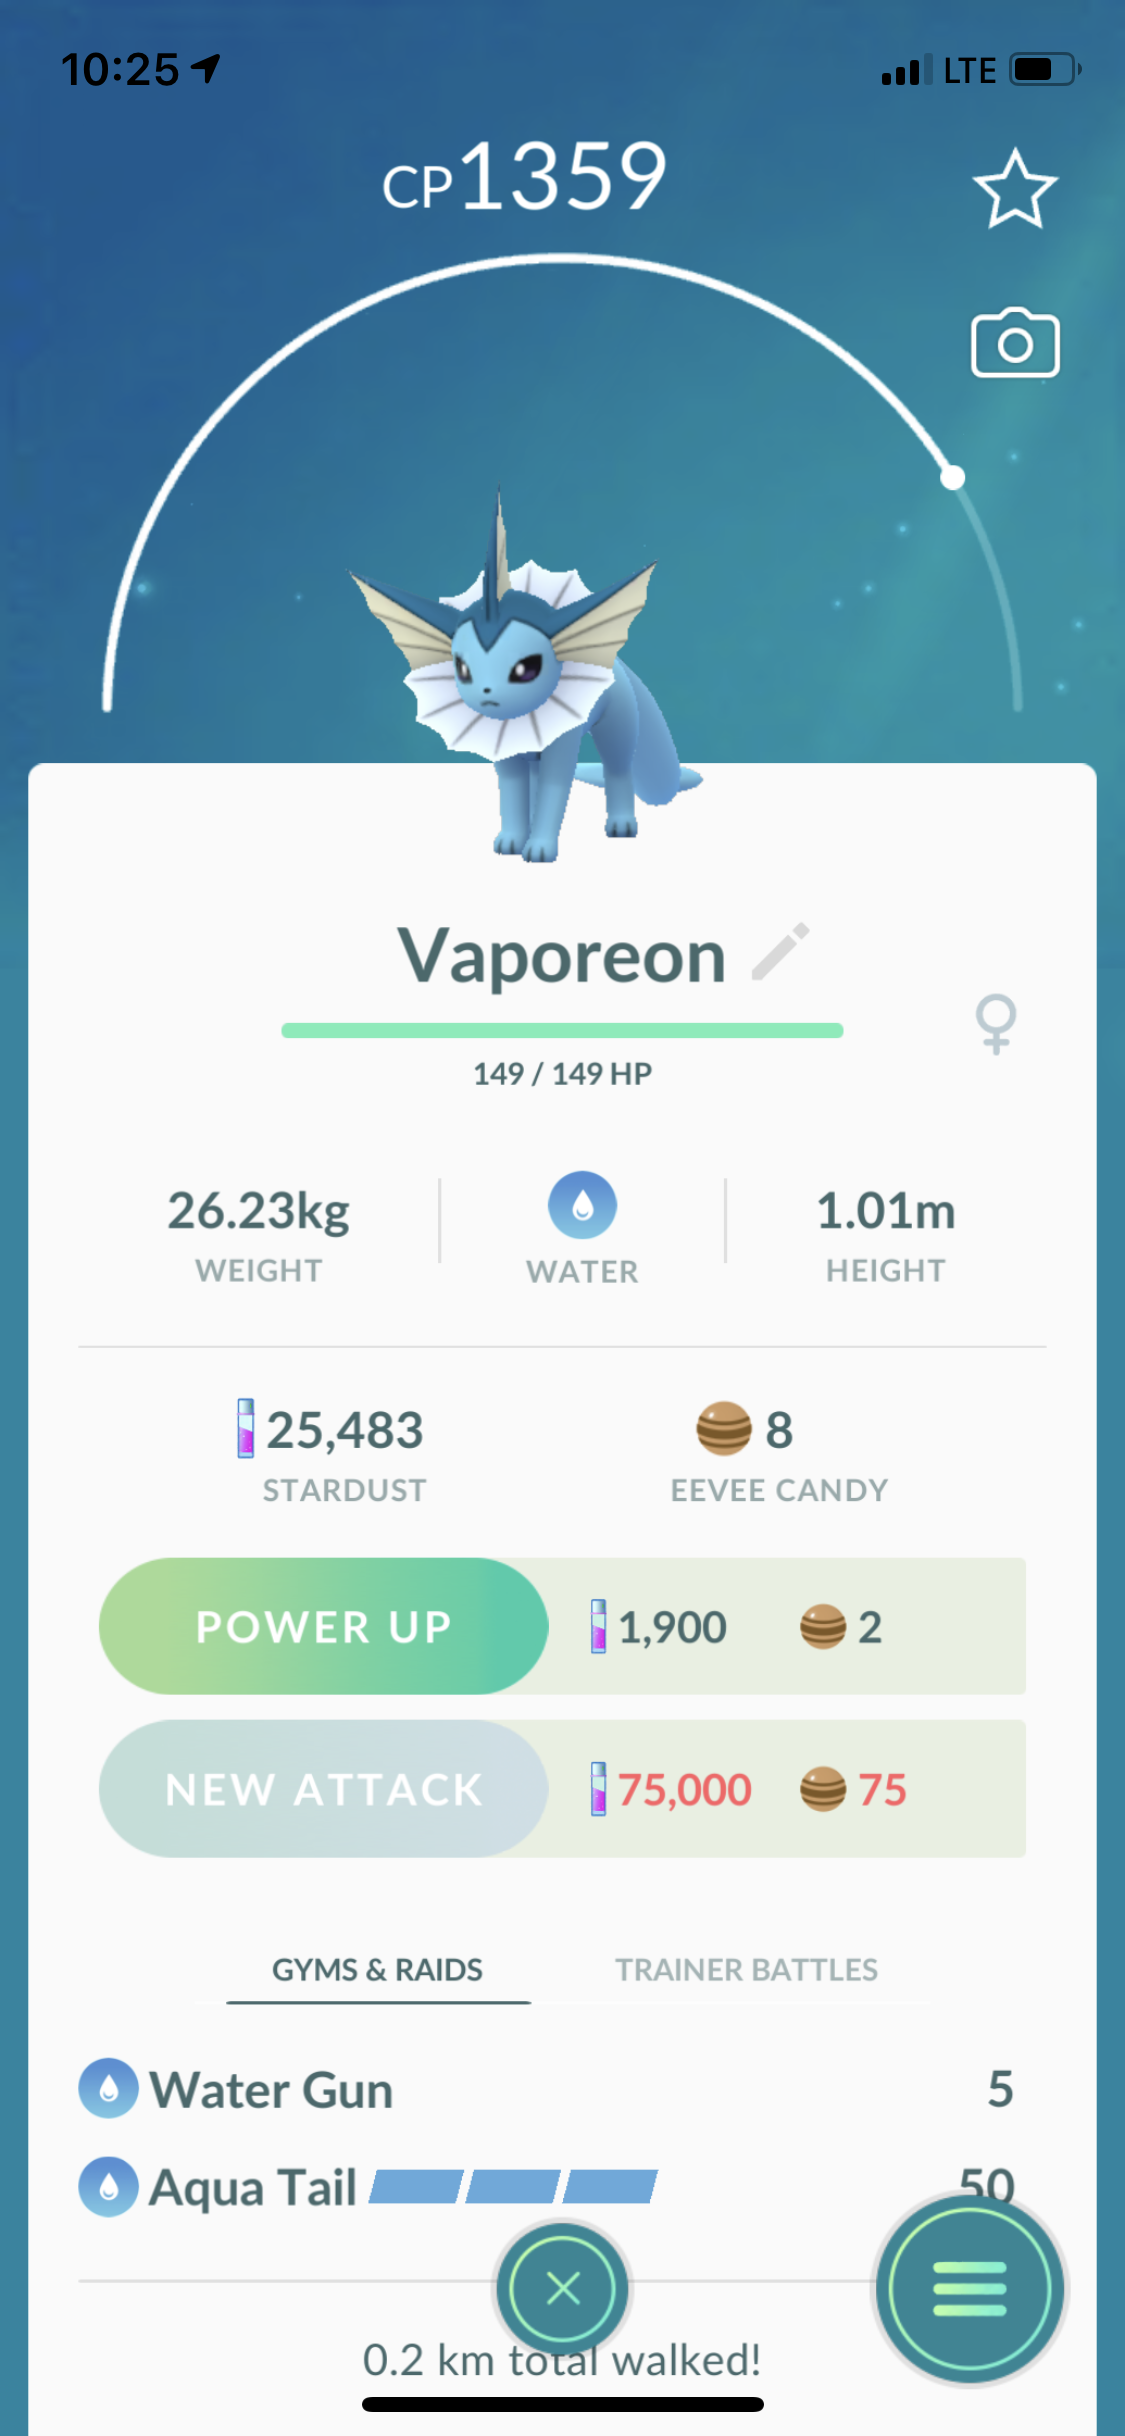 10:25 LTE
CP1359
Vaporeon
149 / 149 HP
26.23kg 1.01m
WEIGHT WATER HEIGHT
25,483 8
STARDUST EEVEE CANDY
POWER UP 1,900 2
NEW ATTACK 75,000 75
GYMS & RAIDS TRAINER BATTLES
Water Gun 5
Aqua Tail 50
0.2 km total walked!